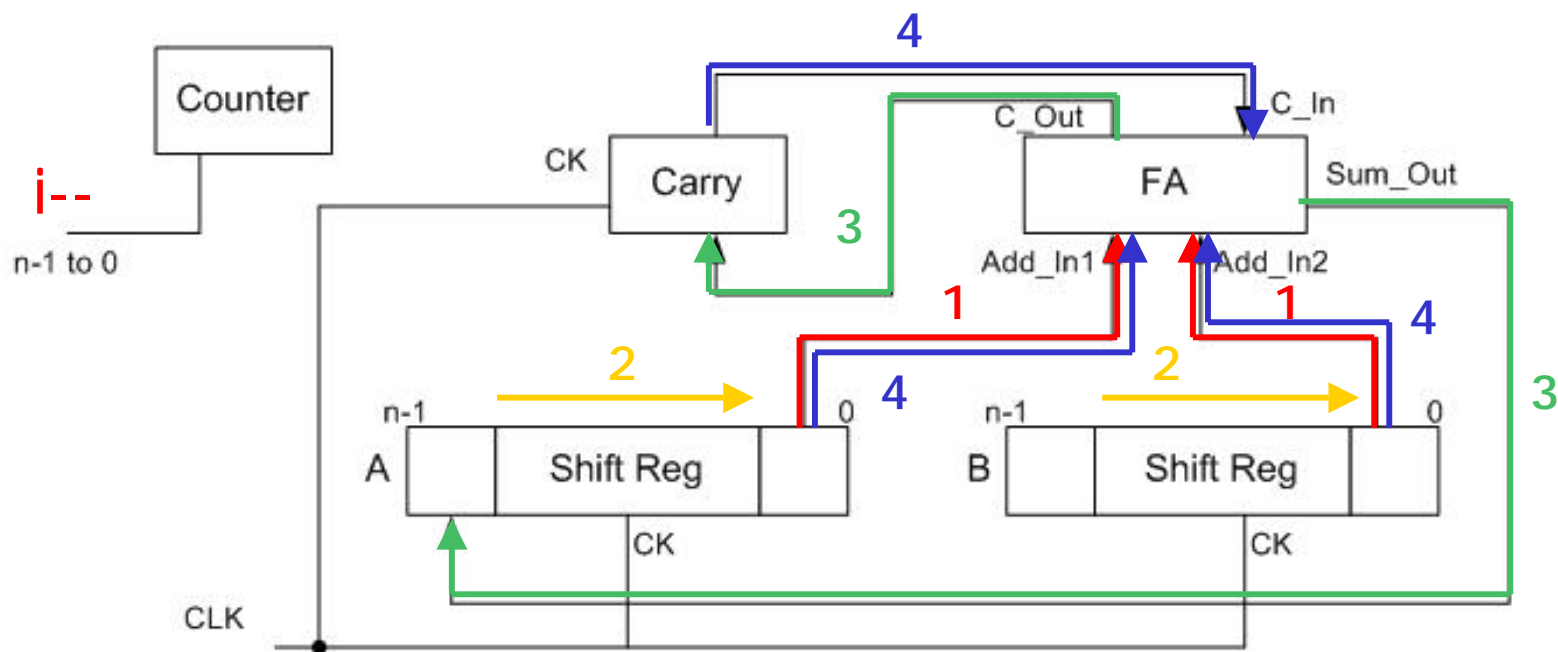 4
Counter
C_In
C_Out
CK
Carry
FA
Sum_Out
i--
3
n-1 to 0
Add_In1
Add_In2
1
1
4
2
2
3
n-1
0
4
n-1
0
A
Shift Reg
B
Shift Reg
CK
CK
CLK